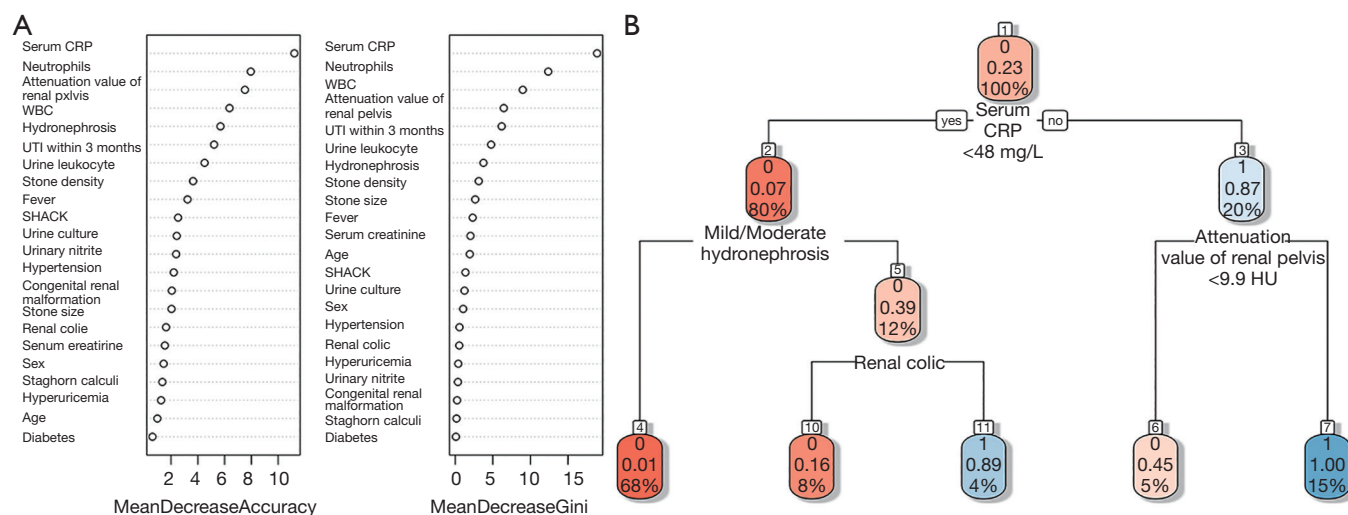 A
Serum CRP
Neutrophils
Attenuation value of
renal pxlvis
WBC
Hydronephrosis
UTI within 3 months
Urine leukocyte
Stone density
Fever
SHACK
Urine culture
Urinary nitrite
Hypertension
Congenital renal
malformation
Stone size
Renal colie
Senum ereatirine
Sex
Staghorn calculi
Hyperuricemia
Age
Diabetes
2 4 6 8 10
MeanDecreaseAccuracy
Serum CRP
Neutrophils
WBC
Attenuation value of
renal pelvis
UTI within 3 months
Urine leukocyte
Hydronephrosis
Stone density
Stone size
Fever
Serum creatinine
Age
SHACK
Urine culture
Sex
Hypertension
Renal colic
Hyperuricemia
Urinary nitrite
Congenital renal
malformation
Staghorn calculi
Diabetes
0 5 10 15
MeanDecreaseGini
B
1
0
0.23
100%
yes Serum no
CRP
<48 mg/L
2
0
0.07
80%
3
1
0.87
20%
Mild/Moderate
hydronephrosis
Attenuation
value of renal pelvis
<9.9 HU
5
0
0.39
12%
Renal colic
4
0
0.01
68%
10
0
0.16
8%
11
1
0.89
4%
6
0
0.45
5%
7
1
1.00
15%